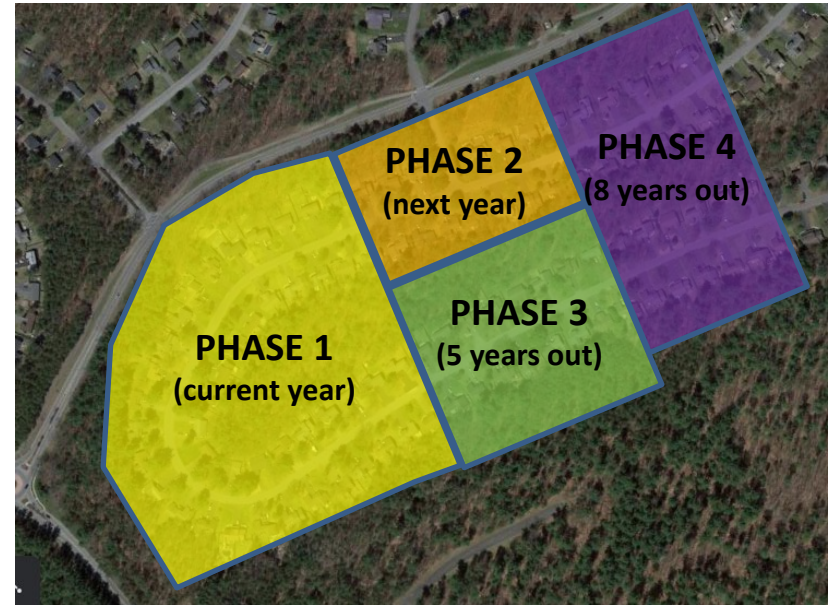 PHASE 1
(current year)
PHASE 2
(next year)
PHASE 3
(5 years out)
PHASE 4
(8 years out)